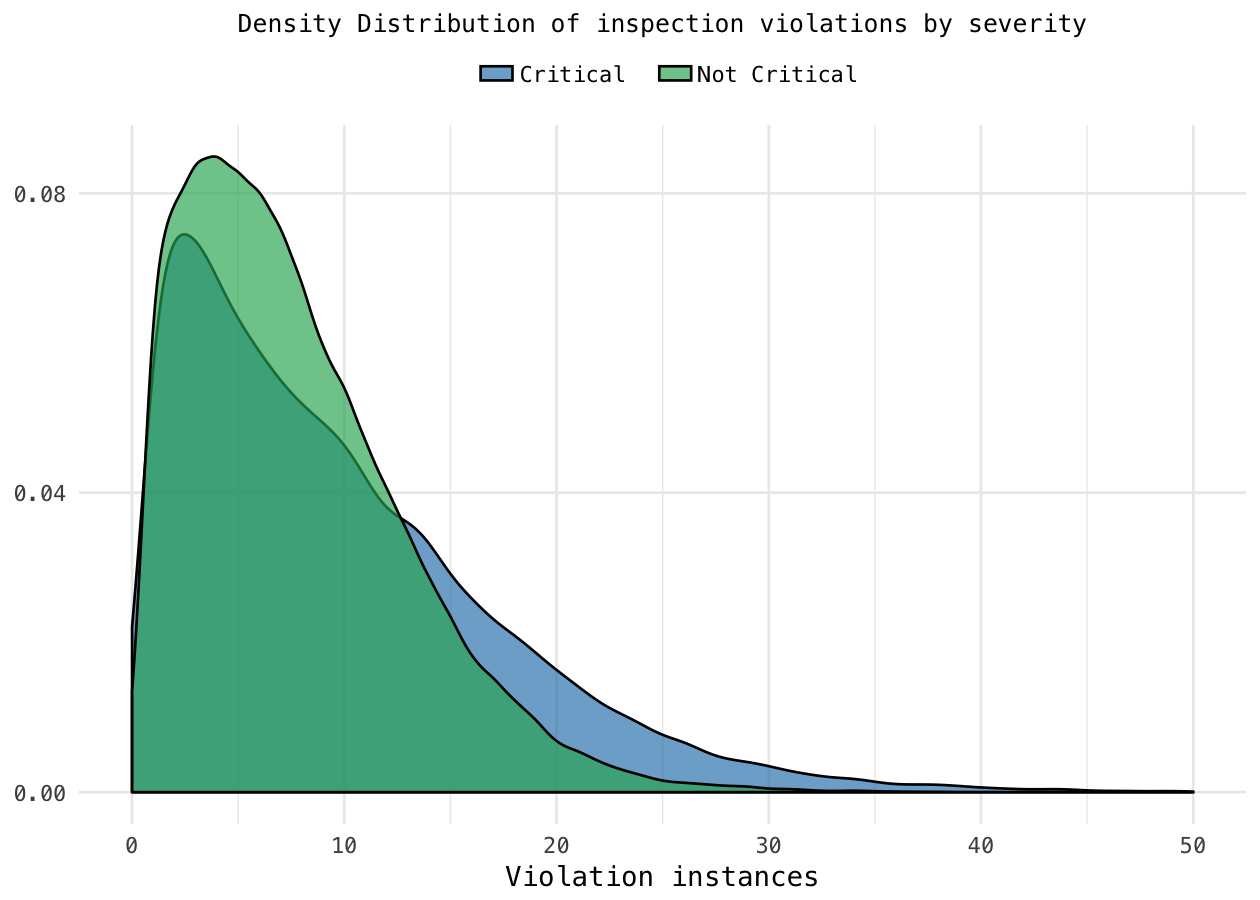 Density Distribution of inspection violations by severity
Critical Not Critical
0.08
0.04
0.00
0 10 20 30 40 50
Violation instances